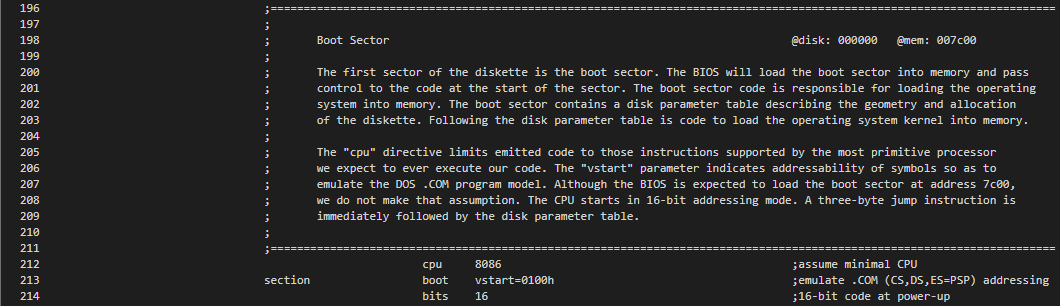 196 ;=========================================================================================================================
197 ;
198 ; Boot Sector @disk: 000000 @mem: 007c00
199 ;
200 ; The first sector of the diskette is the boot sector. The BIOS will load the boot sector into memory and pass
201 ; control to the code at the start of the sector. The boot sector code is responsible for loading the operating
202 ; system into memory. The boot sector contains a disk parameter table describing the geometry and allocation
203 ; of the diskette. Following the disk parameter table is code to load the operating system kernel into memory.
204 ;
205 ; The "cpu" directive limits emitted code to those instructions supported by the most primitive processor
206 ; we expect to ever execute our code. The "vstart" parameter indicates addressability of symbols so as to
207 ; emulate the DOS .COM program model. Although the BIOS is expected to load the boot sector at address 7c00,
208 ; we do not make that assumption. The CPU starts in 16-bit addressing mode. A three-byte jump instruction is
209 ; immediately followed by the disk parameter table.
210 ;
211 ;=========================================================================================================================
212 cpu 8086 ;assume minimal CPU
213 section boot vstart=0100h ;emulate .COM (CS,DS,ES=PSP) addressing
214 bits 16 ;16-bit code at power-up